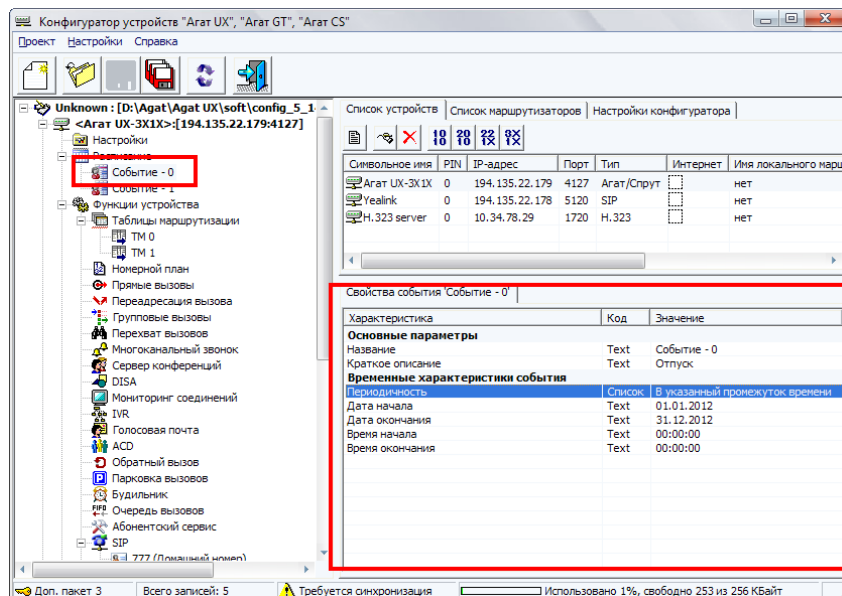 Конфигуратор устройств "Агат UX", "Агат GT", "Агат CS"
Проект Настройки Справка
Unknown : [D:\Agat\Agat UX\soft\config_5_1-
<Агат UX-3X1X>:[194.135.22.179:4127]
Настройки
Расписание
Событие - 0
Событие - 1
Функции устройства
Таблицы маршрутизации
ТМ 0
ТМ 1
Номерной план
Прямые вызовы
Переадресация вызова
Групповые вызовы
Перехват вызовов
Многоканальный звонок
Сервер конференций
DISA
Мониторинг соединений
IVR
Голосовая почта
ACD
Обратный вызов
Парковка вызовов
Будильник
FIFO Очередь вызовов
Абонентский сервис
SIP
777 (Домашний номер)
Список устройств Список маршрутизаторов Настройки конфигуратора
Символьное имя PIN IP-адрес Порт Тип Интернет Имя локального марш
Агат UX-3X1X 0 194.135.22.179 4127 Агат/Спрут нет
Yealink 0 194.135.22.178 5120 SIP нет
H.323 server 0 10.34.78.29 1720 H.323 нет
Свойства события 'Событие - 0'
Характеристика Код Значение
Основные параметры
Название Text Событие - 0
Краткое описание Text Отпуск
Временные характеристики события
Периодичность Список В указанный промежуток времени
Дата начала Text 01.01.2012
Дата окончания Text 31.12.2012
Время начала Text 00:00:00
Время окончания Text 00:00:00
Доп. пакет 3 Всего записей: 5 Требуется синхронизация Использовано 1%, свободно 253 из 256 КБайт